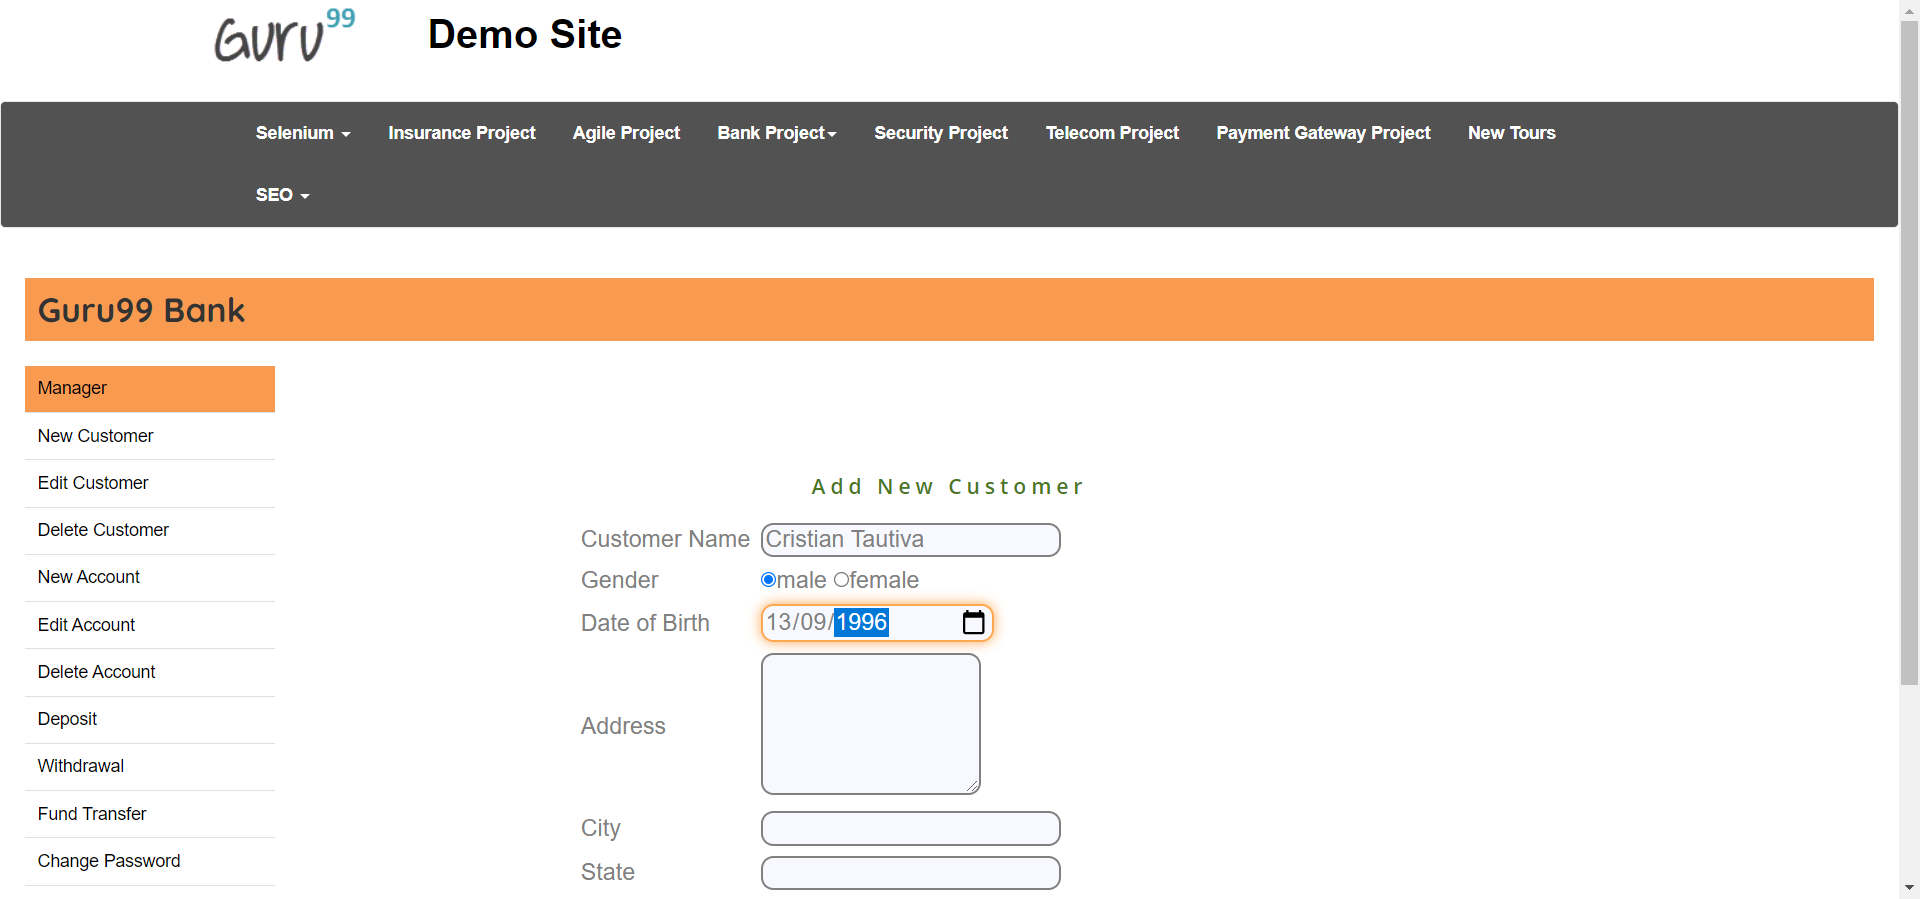 Guru99
Demo Site
Selenium
Insurance Project
Agile Project
Bank Project
Security Project
Telecom Project
Payment Gateway Project
New Tours
SEO
Guru99 Bank
Manager
New Customer
Edit Customer
Delete Customer
New Account
Edit Account
Delete Account
Deposit
Withdrawal
Fund Transfer
Change Password
Add New Customer
Customer Name Cristian Tautiva
Gender male female
Date of Birth 13/09/1996
Address
City
State